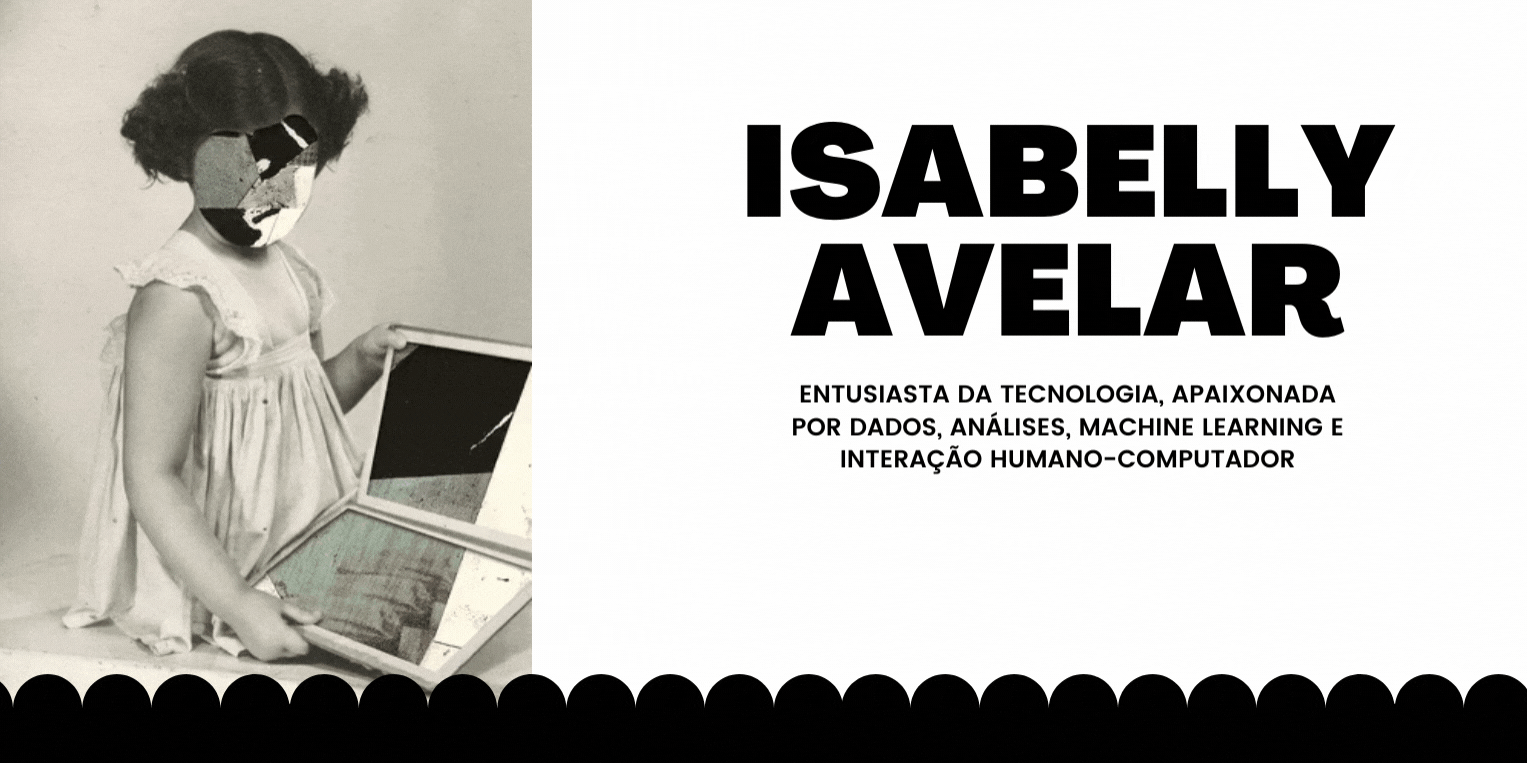 ISABELLY
AVELAR
ENTUSIASTA DA TECNOLOGIA, APAIXONADA
POR DADOS, ANÁLISES, MACHINE LEARNING E
INTERAÇÃO HUMANO-COMPUTADOR